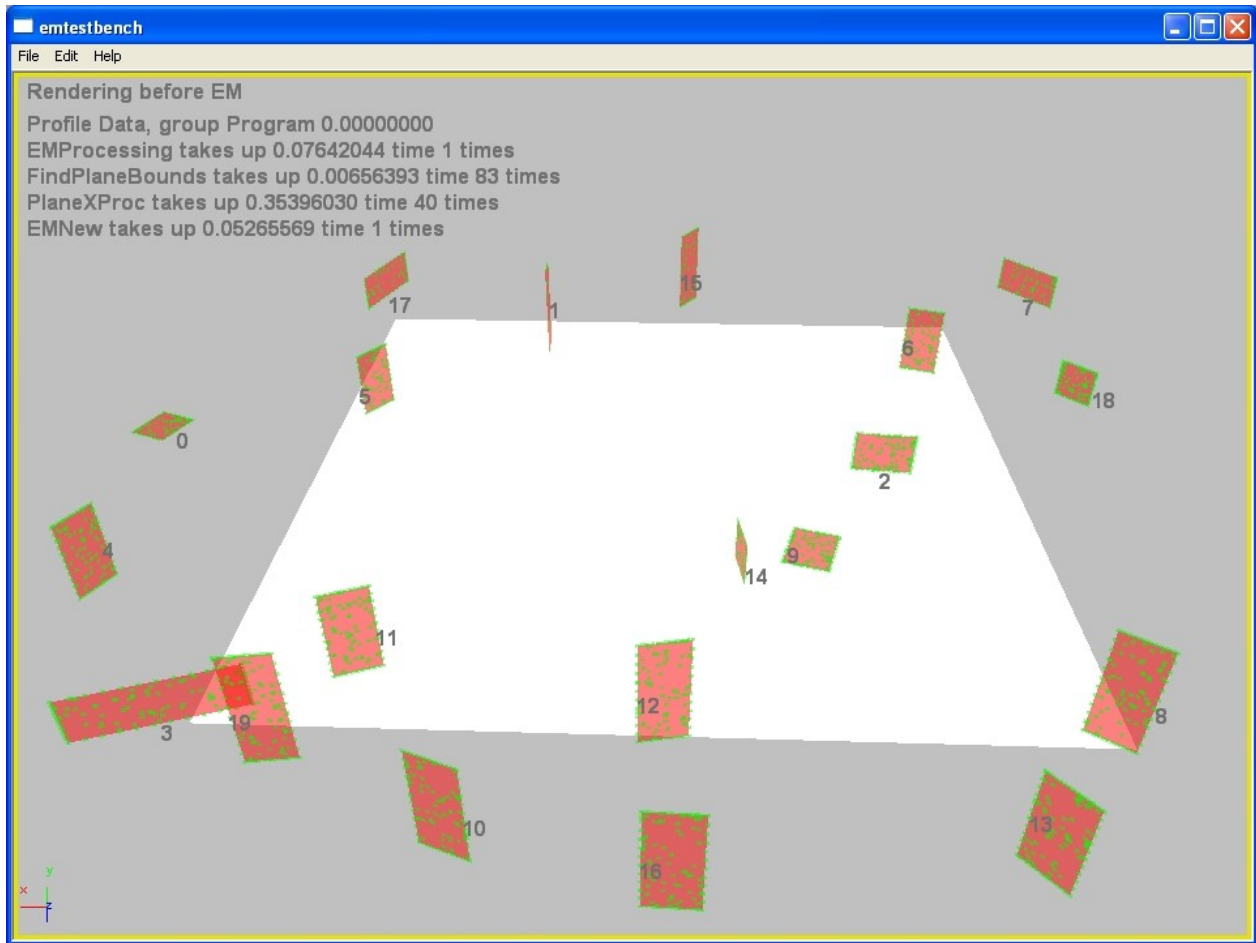 emtestbench
File Edit Help
Rendering before EM
Profile Data, group Program 0.00000000
EMProcessing takes up 0.07642044 time 1 times
FindPlaneBounds takes up 0.00656393 time 83 times
PlaneXProc takes up 0.35396030 time 40 times
EMNew takes up 0.05265569 time 1 times
15
17
1
7
6
5
18
0
2
4
9
14
11
12
8
19
3
13
10
16
y
x
z